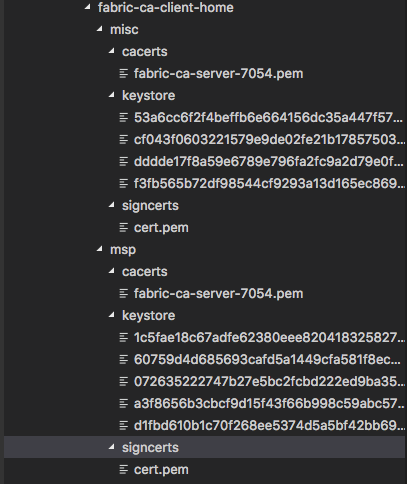 fabric-ca-client-home
misc
cacerts
fabric-ca-server-7054.pem
keystore
53a6cc6f2f4beffb6e664156dc35a447f57...
cf043f0603221579e9de02fe21b17857503...
dddde17f8a59e6789e796fa2fc9a2d79e0f...
f3fb565b72df98544cf9293a13d165ec869...
signcerts
cert.pem
msp
cacerts
fabric-ca-server-7054.pem
keystore
1c5fae18c67adfe62380eee820418325827...
60759d4d685693cafd5a1449cfa581f8ec...
072635222747b27e5bc2fcbd222ed9ba35...
a3f8656b3cbcf9d15f43f66b998c59abc57...
d1fbd610b1c70f268ee5374d5a5bf42bb69...
signcerts
cert.pem